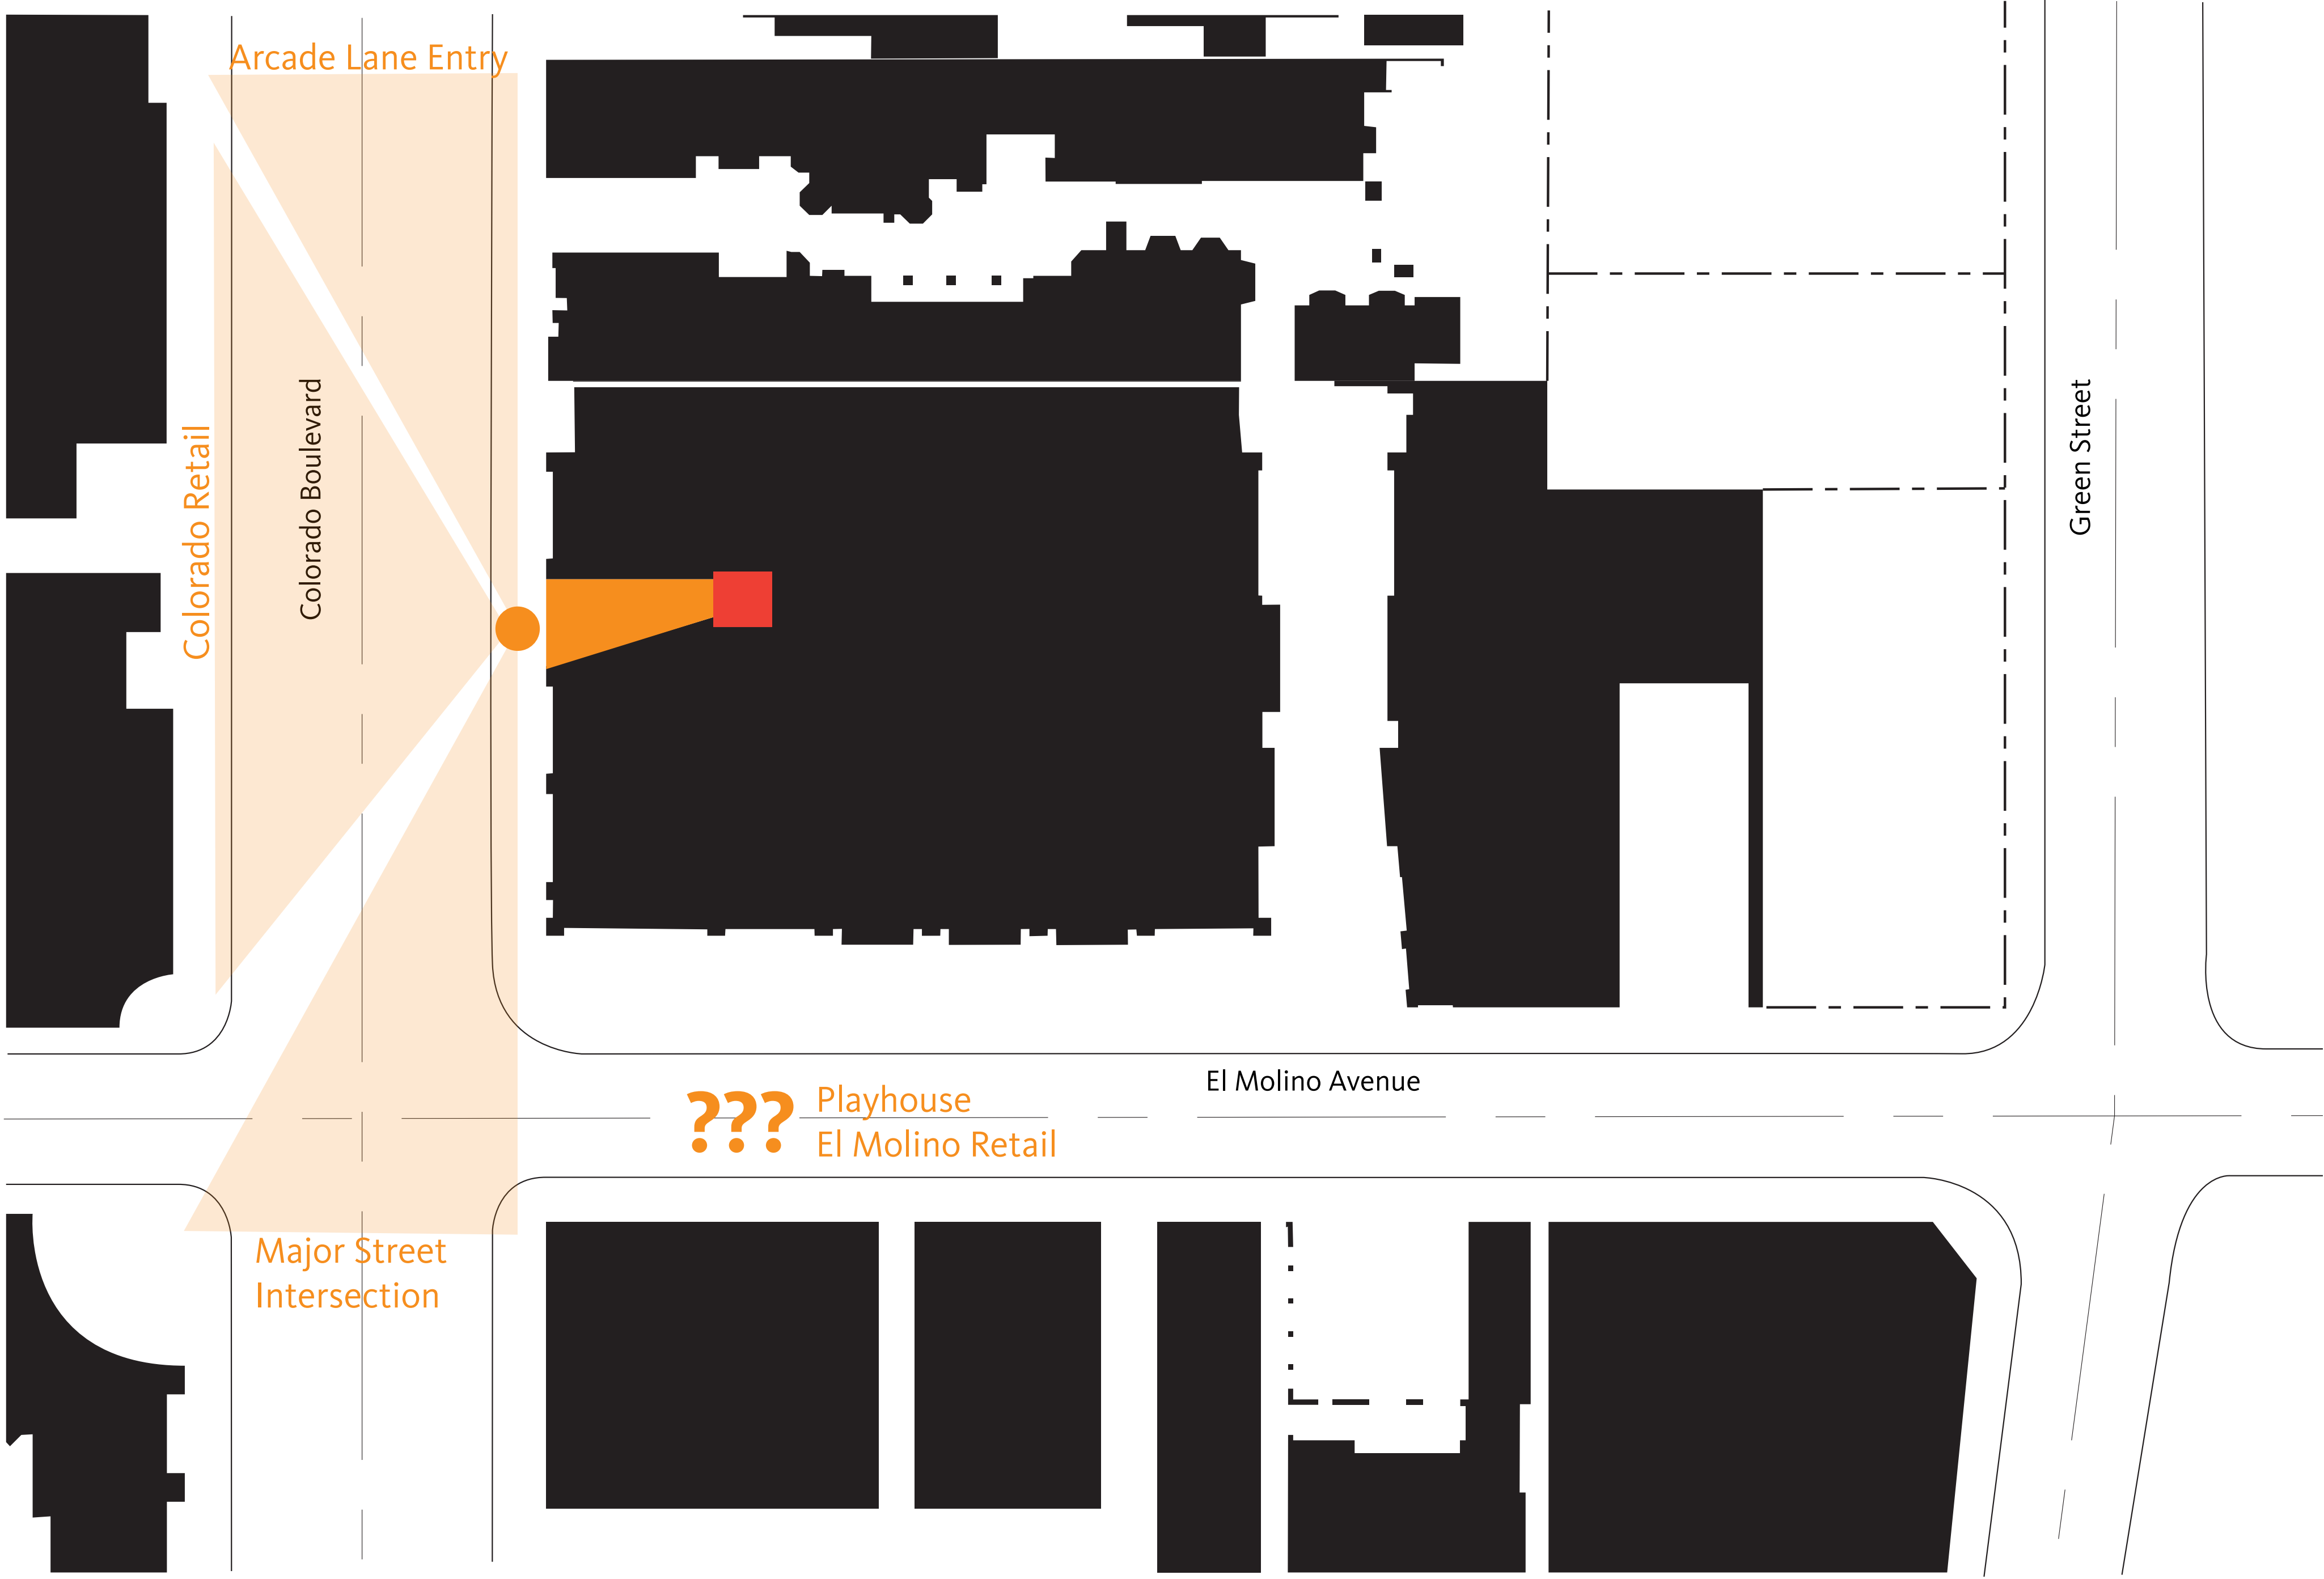 Arcade Lane Entry
Colorado Retail
Colorado Boulevard
Green Street
El Molino Avenue
???
Playhouse
El Molino Retail
Major Street
Intersection